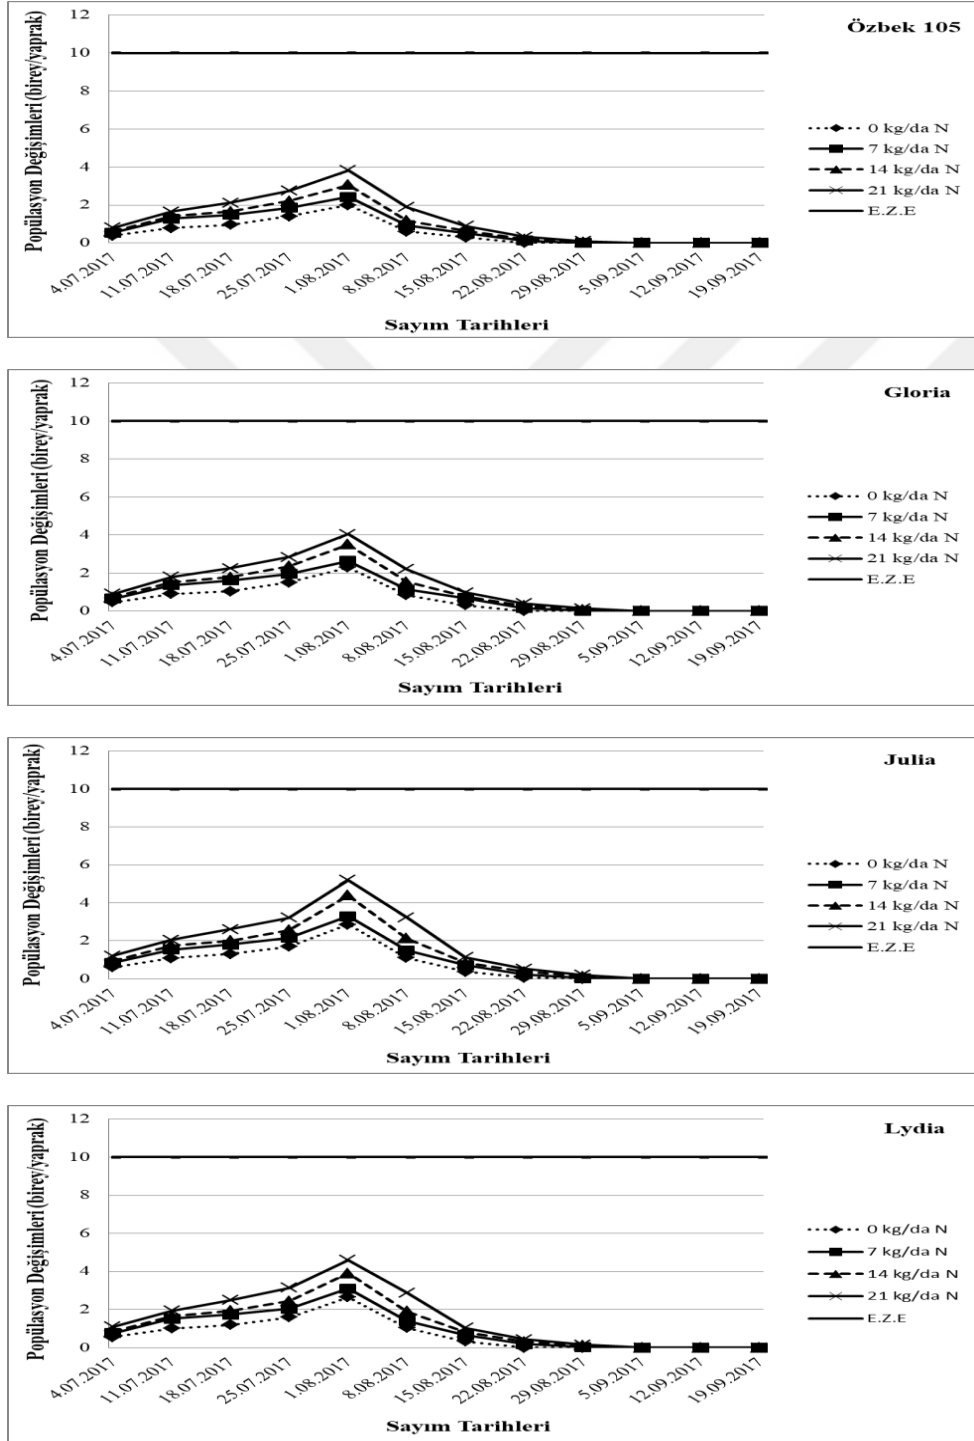 Özbek 105
Popülasyon Değişimleri (birey/yaprak)
12
10
8
6
4
2
0
4.07.2017
11.07.2017
18.07.2017
25.07.2017
1.08.2017
8.08.2017
15.08.2017
22.08.2017
29.08.2017
5.09.2017
12.09.2017
19.09.2017
Sayım Tarihleri
0 kg/da N
7 kg/da N
14 kg/da N
21 kg/da N
E.Z.E
Gloria
Popülasyon Değişimleri (birey/yaprak)
12
10
8
6
4
2
0
4.07.2017
11.07.2017
18.07.2017
25.07.2017
1.08.2017
8.08.2017
15.08.2017
22.08.2017
29.08.2017
5.09.2017
12.09.2017
19.09.2017
Sayım Tarihleri
0 kg/da N
7 kg/da N
14 kg/da N
21 kg/da N
E.Z.E
Julia
Popülasyon Değişimleri (birey/yaprak)
12
10
8
6
4
2
0
4.07.2017
11.07.2017
18.07.2017
25.07.2017
1.08.2017
8.08.2017
15.08.2017
22.08.2017
29.08.2017
5.09.2017
12.09.2017
19.09.2017
Sayım Tarihleri
0 kg/da N
7 kg/da N
14 kg/da N
21 kg/da N
E.Z.E
Lydia
Popülasyon Değişimleri (birey/yaprak)
12
10
8
6
4
2
0
4.07.2017
11.07.2017
18.07.2017
25.07.2017
1.08.2017
8.08.2017
15.08.2017
22.08.2017
29.08.2017
5.09.2017
12.09.2017
19.09.2017
Sayım Tarihleri
0 kg/da N
7 kg/da N
14 kg/da N
21 kg/da N
E.Z.E